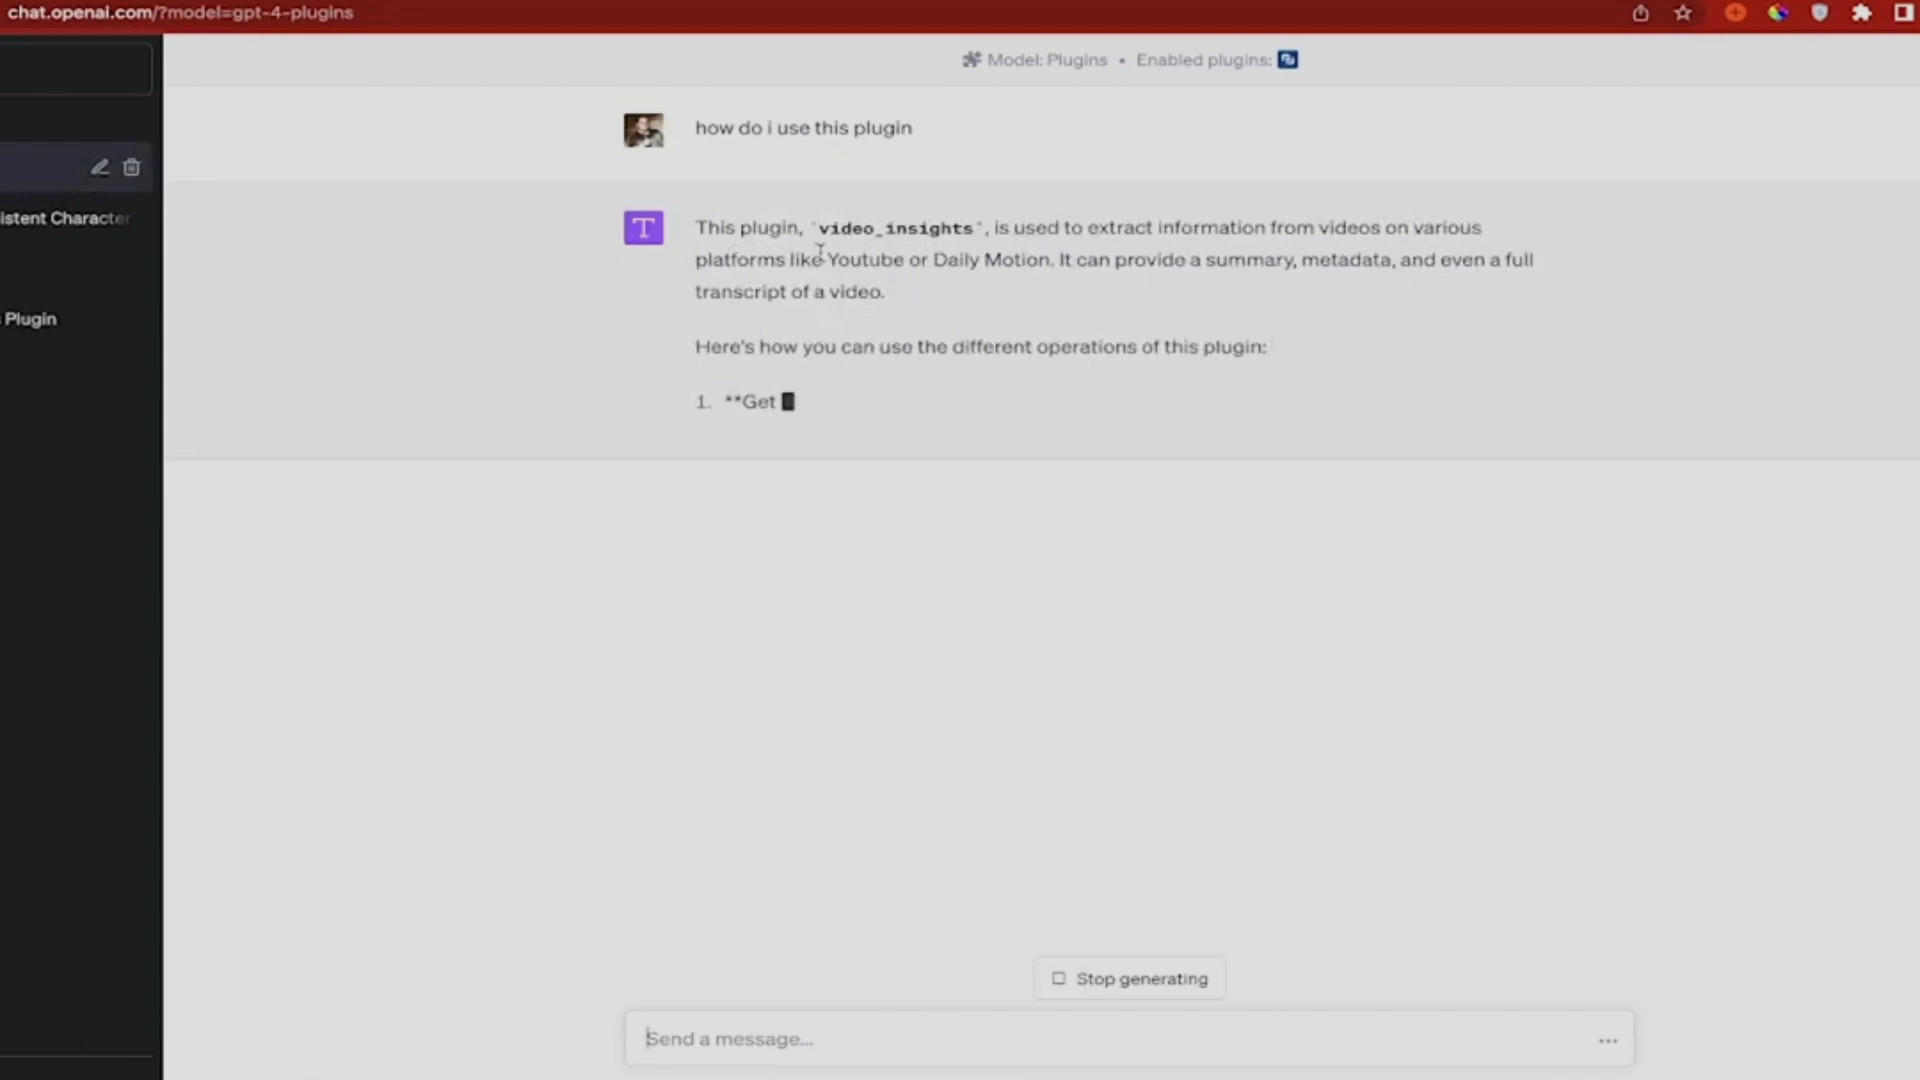 chat.openai.com/?model=gpt-4-plugins
Model: Plugins • Enabled plugins:
how do i use this plugin
istent Character
Plugin
T
This plugin, `video_insights`, is used to extract information from videos on various
platforms like Youtube or Daily Motion. It can provide a summary, metadata, and even a full
transcript of a video.
Here's how you can use the different operations of this plugin:
1. **Get
Stop generating
Send a message...